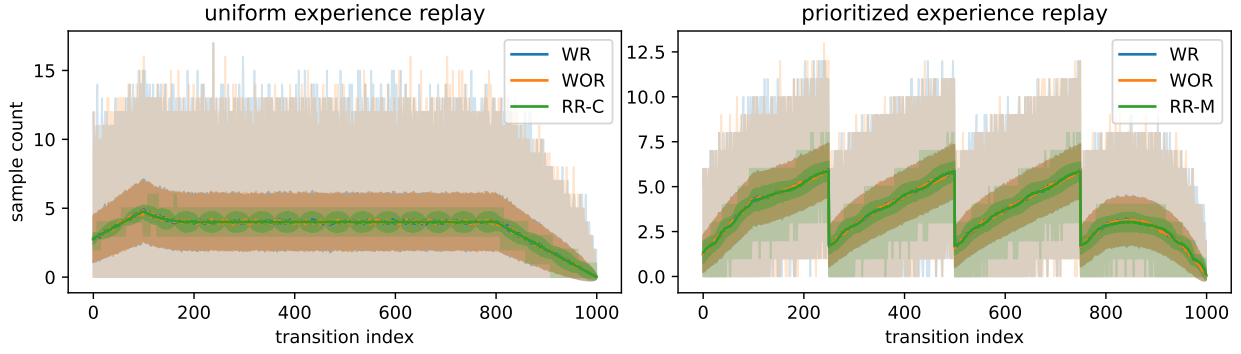 uniform experience replay
sample count
15
10
5
0
WR
WOR
RR-C
0 200 400 600 800 1000
transition index
prioritized experience replay
12.5
10.0
7.5
5.0
2.5
0.0
WR
WOR
RR-M
0 200 400 600 800 1000
transition index